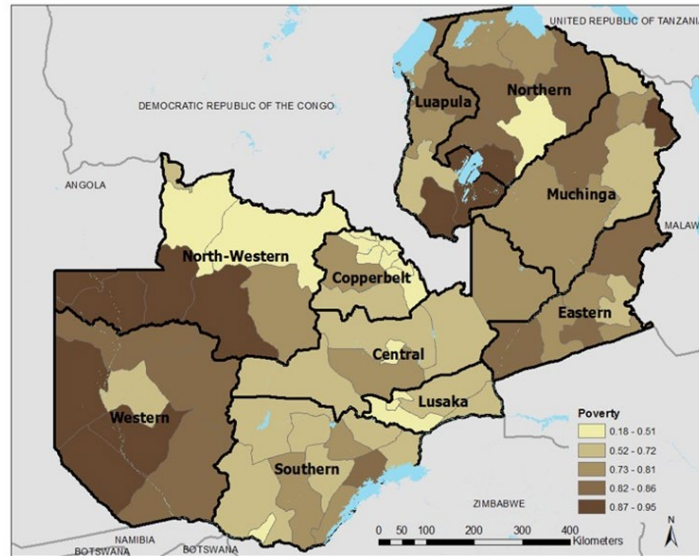 UNITED REPUBLIC OF TANZANIA
DEMOCRATIC REPUBLIC OF THE CONGO
Luapula
Northern
ANGOLA
Muchinga
MALAW
North-Western
Copperbelt
Eastern
Central
Lusaka
Western
Southern
Poverty
0.18 - 0.51
0.52 - 0.72
0.73 - 0.81
0.82 - 0.86
0.87 - 0.95
ZIMBABWE
NAMIBIA
BOTSWANA
BOTSWANA
0 50 100 200 300 400
Kilometers
N